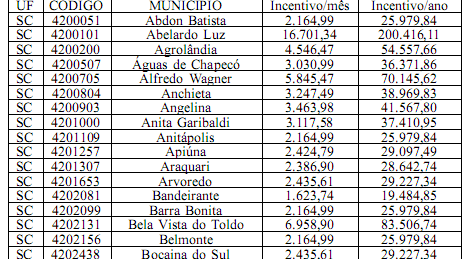 UF CODIGO MUNICÍPIO Incentivo/mês Incentivo/ano
SC 4200051 Abdon Batista 2.164,99 25.979,84
SC 4200101 Abelardo Luz 16.701,34 200.416,11
SC 4200200 Agrolândia 4.546,47 54.557,66
SC 4200507 Águas de Chapecó 3.030,99 36.371,86
SC 4200705 Alfredo Wagner 5.845,47 70.145,62
SC 4200804 Anchieta 3.247,49 38.969,83
SC 4200903 Angelina 3.463,98 41.567,80
SC 4201000 Anita Garibaldi 3.117,58 37.410,95
SC 4201109 Anitápolis 2.164,99 25.979,84
SC 4201257 Apiúna 2.424,79 29.097,49
SC 4201307 Araquari 2.386,90 28.642,74
SC 4201653 Arvoredo 2.435,61 29.227,34
SC 4202081 Bandeirante 1.623,74 19.484,85
SC 4202099 Barra Bonita 2.164,99 25.979,84
SC 4202131 Bela Vista do Toldo 6.958,90 83.506,74
SC 4202156 Belmonte 2.164,99 25.979,84
SC 4202438 Bocaina do Sul 2.435,61 29.227,34